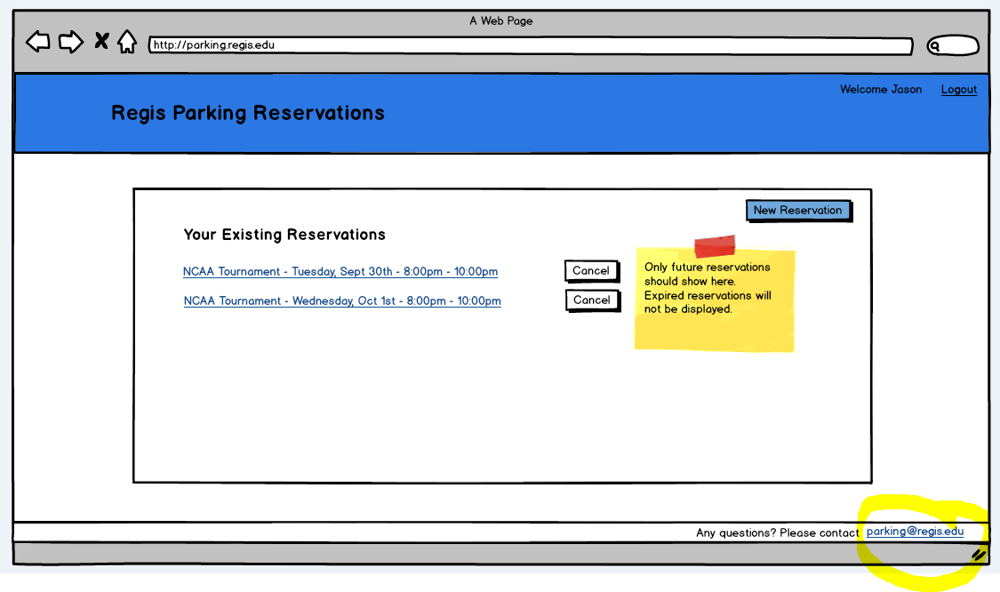 A Web Page
http://parking.regis.edu
Welcome Jason Logout
Regis Parking Reservations
New Reservation
Your Existing Reservations
NCAA Tournament - Tuesday, Sept 30th - 8:00pm - 10:00pm
Cancel
NCAA Tournament - Wednesday, Oct 1st - 8:00pm - 10:00pm
Cancel
Only future reservations
should show here.
Expired reservations will
not be displayed.
Any questions? Please contact parking@regis.edu